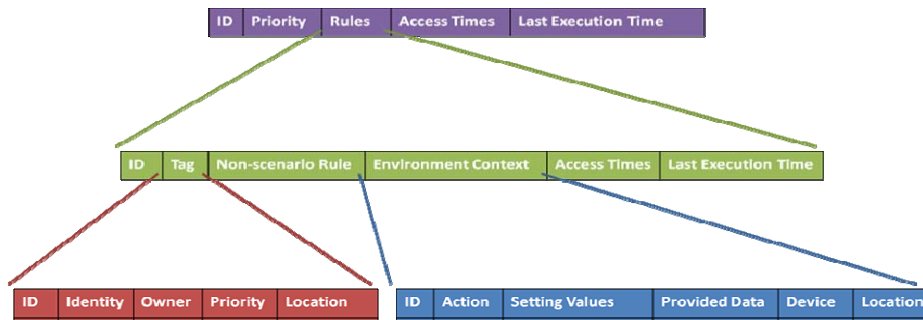 ID Priority Rules Access Times Last Execution Time
ID Tag Non-scenario Rule Environment Context Access Times Last Execution Time
ID Identity Owner Priority Location
ID Action Setting Values Provided Data Device Location